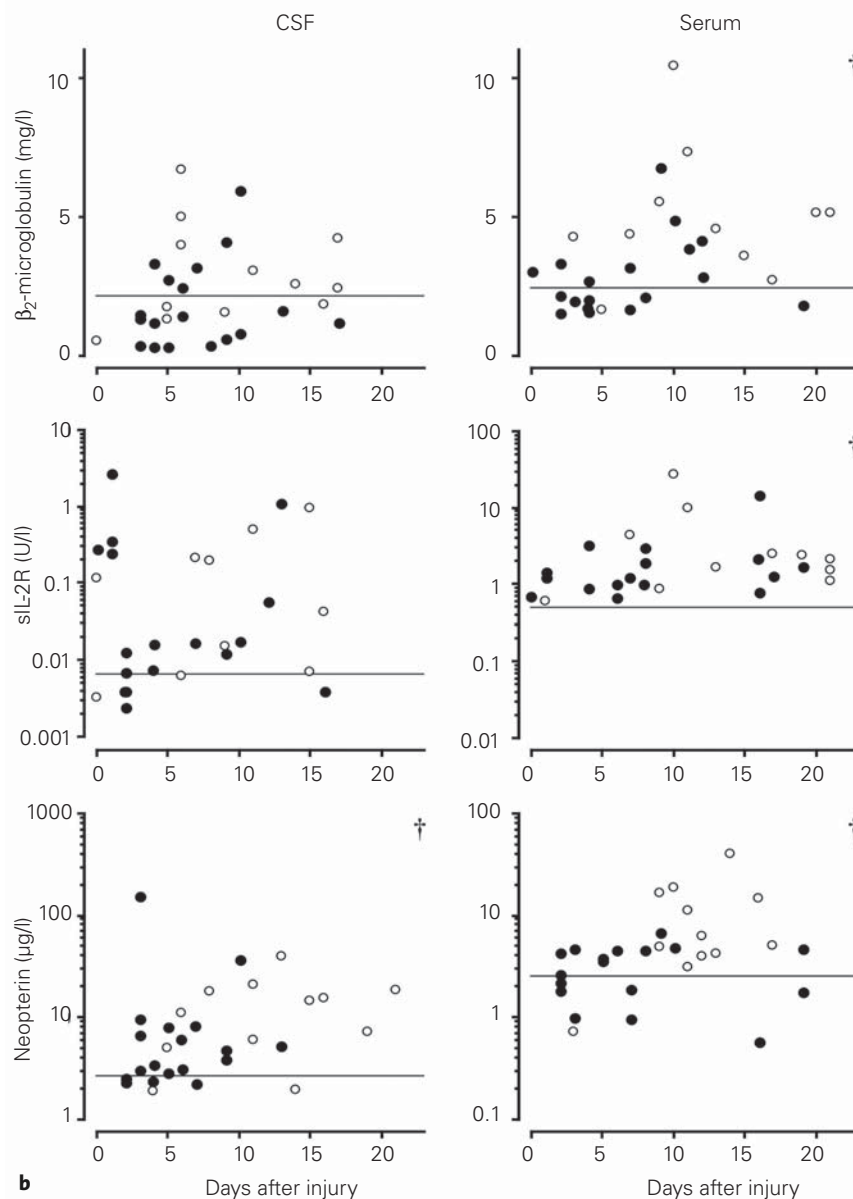 CSF
Serum
β2-microglobulin (mg/l)
10
5
0
0 5 10 15 20
10
5
0
0 5 10 15 20
†
sIL-2R (U/l)
10
1
0.1
0.01
0.001
0 5 10 15 20
100
10
1
0.1
0.01
0 5 10 15 20
†
Neopterin (µg/l)
1000
100
10
1
†
0 5 10 15 20
100
10
1
0.1
†
0 5 10 15 20
b
Days after injury
Days after injury